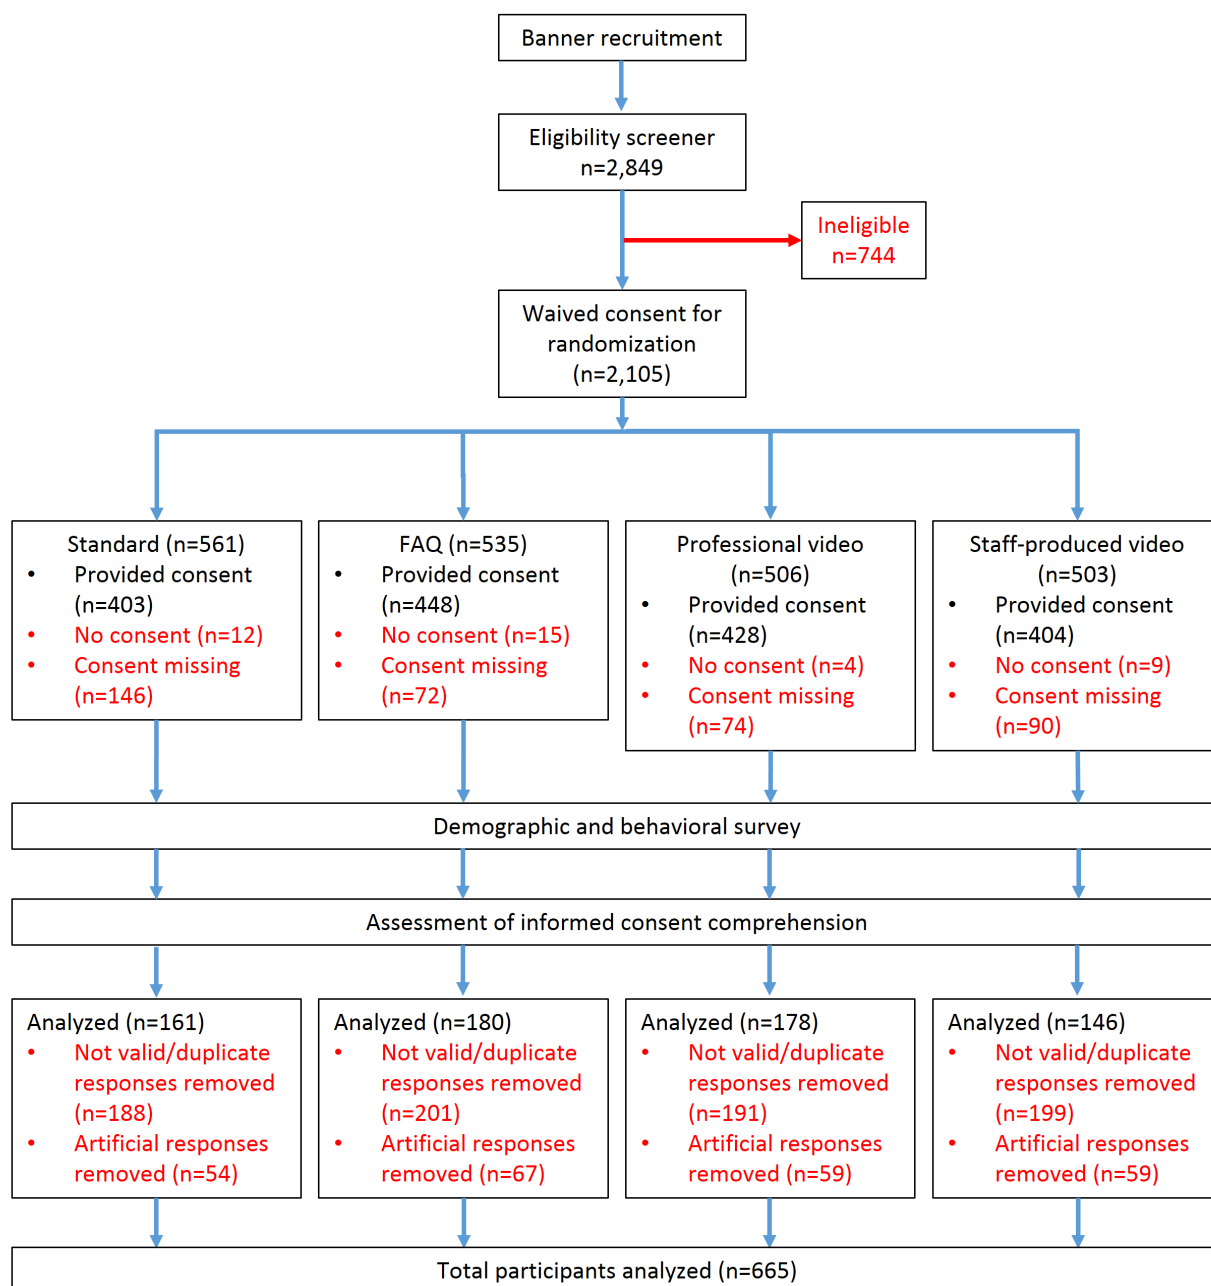 Banner recruitment
Eligibility screener
n=2,849
Ineligible
n=744
Waived consent for
randomization
(n=2,105)
Standard (n=561)
• Provided consent
(n=403)
• No consent (n=12)
• Consent missing
(n=146)
FAQ (n=535)
• Provided consent
(n=448)
• No consent (n=15)
• Consent missing
(n=72)
Professional video
(n=506)
• Provided consent
(n=428)
• No consent (n=4)
• Consent missing
(n=74)
Staff-produced video
(n=503)
• Provided consent
(n=404)
• No consent (n=9)
• Consent missing
(n=90)
Demographic and behavioral survey
Assessment of informed consent comprehension
Analyzed (n=161)
• Not valid/duplicate
responses removed
(n=188)
• Artificial responses
removed (n=54)
Analyzed (n=180)
• Not valid/duplicate
responses removed
(n=201)
• Artificial responses
removed (n=67)
Analyzed (n=178)
• Not valid/duplicate
responses removed
(n=191)
• Artificial responses
removed (n=59)
Analyzed (n=146)
• Not valid/duplicate
responses removed
(n=199)
• Artificial responses
removed (n=59)
Total participants analyzed (n=665)